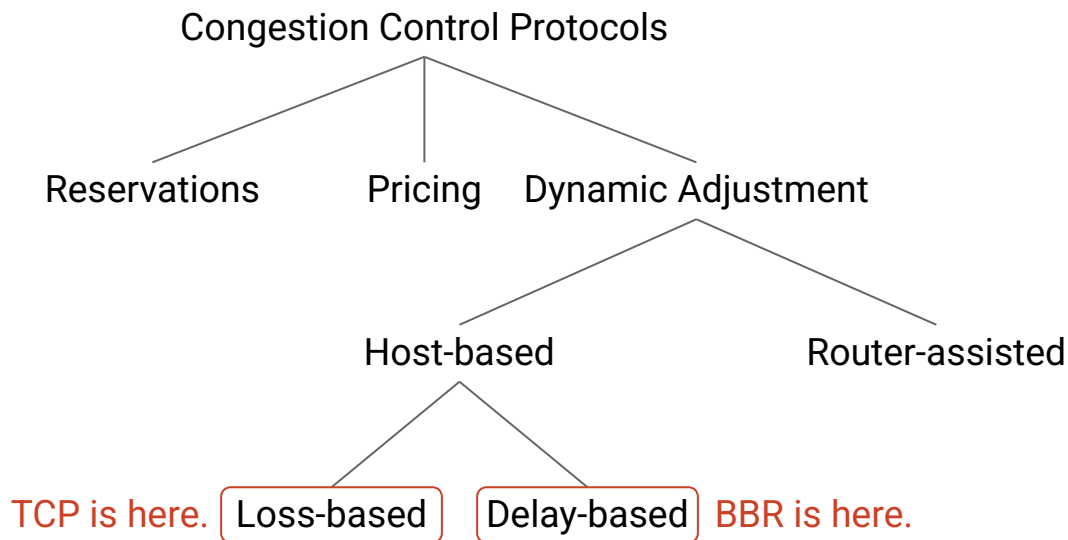 Congestion Control Protocols
Reservations
Pricing
Dynamic Adjustment
Host-based
Router-assisted
TCP is here.
Loss-based
Delay-based
BBR is here.